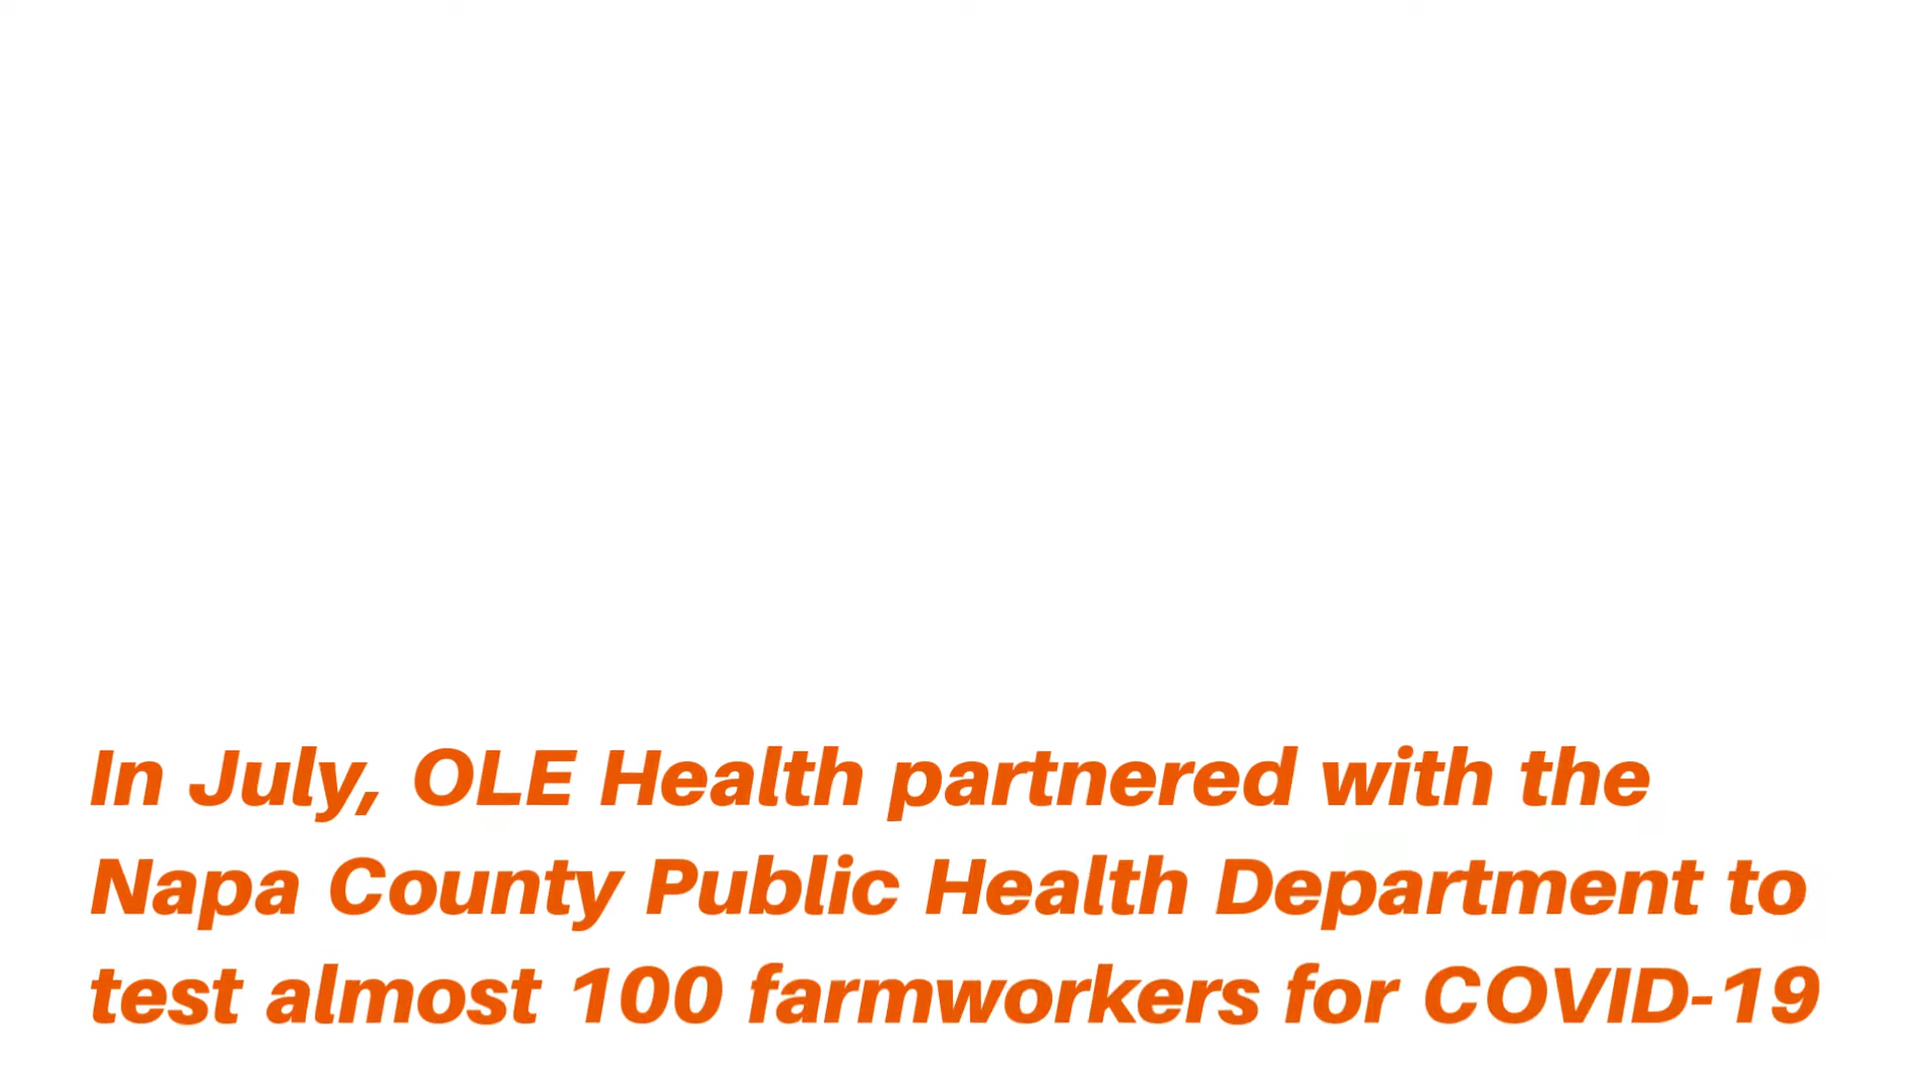 In July, OLE Health partnered with the
Napa County Public Health Department to
test almost 100 farmworkers for COVID-19